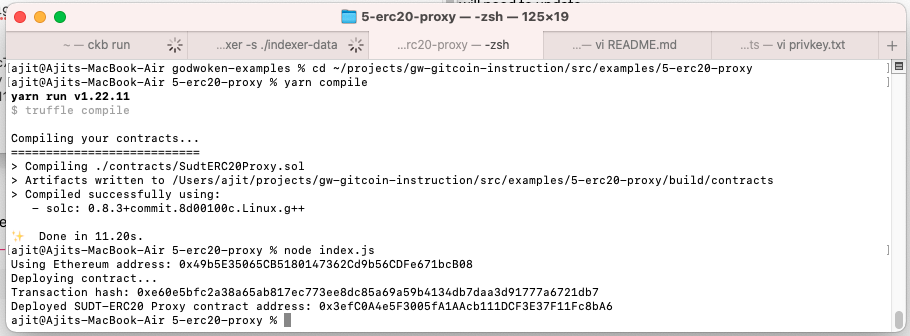 will need to update
5-erc20-proxy — -zsh — 125×19
~ — ckb run
...xer -s ./indexer-data
...rc20-proxy — -zsh
...— vi README.md
...ts — vi privkey.txt
[ajit@Ajits-MacBook-Air godwoken-examples % cd ~/projects/gw-gitcoin-instruction/src/examples/5-erc20-proxy ]
[ajit@Ajits-MacBook-Air 5-erc20-proxy % yarn compile ]
yarn run v1.22.11
$ truffle compile
Compiling your contracts...
===========================
> Compiling ./contracts/SudtERC20Proxy.sol
> Artifacts written to /Users/ajit/projects/gw-gitcoin-instruction/src/examples/5-erc20-proxy/build/contracts
> Compiled successfully using:
- solc: 0.8.3+commit.8d00100c.Linux.g++
✨ Done in 11.20s.
[ajit@Ajits-MacBook-Air 5-erc20-proxy % node index.js ]
Using Ethereum address: 0x49b5E35065CB5180147362Cd9b56CDFe671bcB08
Deploying contract...
Transaction hash: 0xe60e5bfc2a38a65ab817ec773ee8dc85a69a59b4134db7daa3d91777a6721db7
Deployed SUDT-ERC20 Proxy contract address: 0x3efC0A4e5F3005fA1AAcb111DCF3E37F11Fc8bA6
ajit@Ajits-MacBook-Air 5-erc20-proxy %